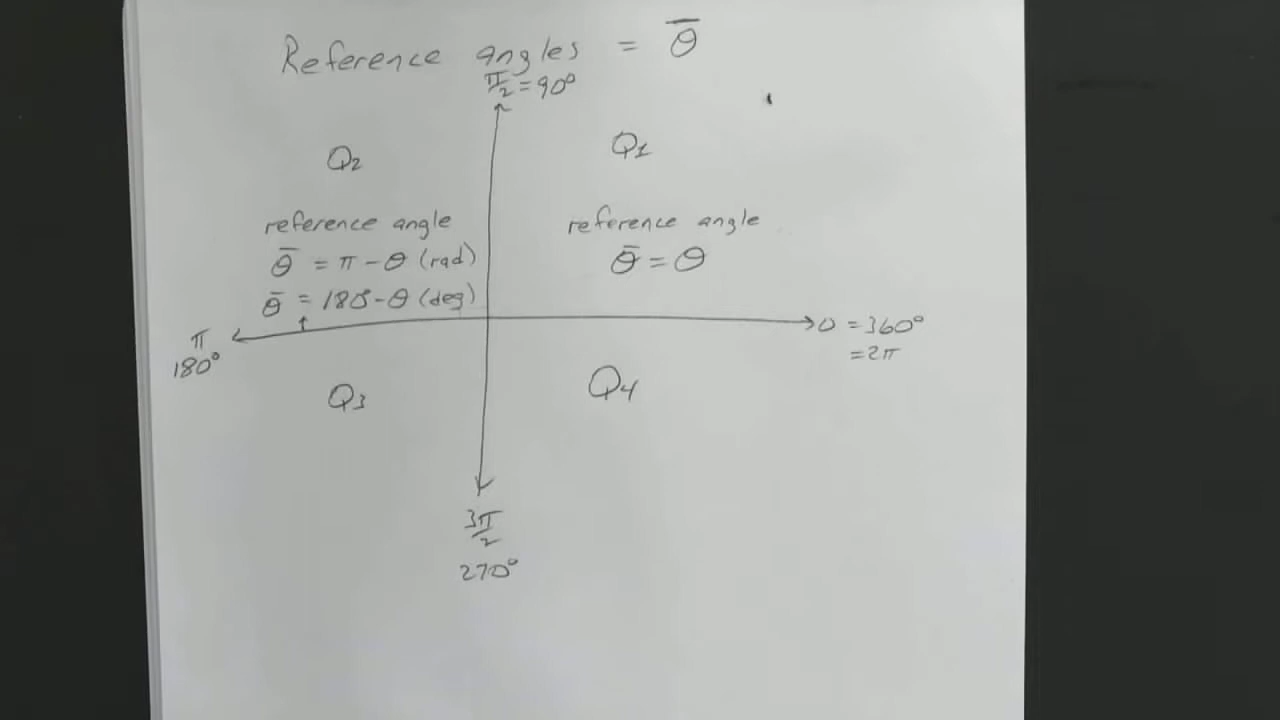 Reference angles = θ̄
π/2 = 90°
Q2
Q1
reference angle
θ̄ = π - θ (rad)
θ̄ = 180° - θ (deg)
reference angle
θ̄ = θ
π
180°
0 = 360°
= 2π
Q3
Q4
3π/2
270°